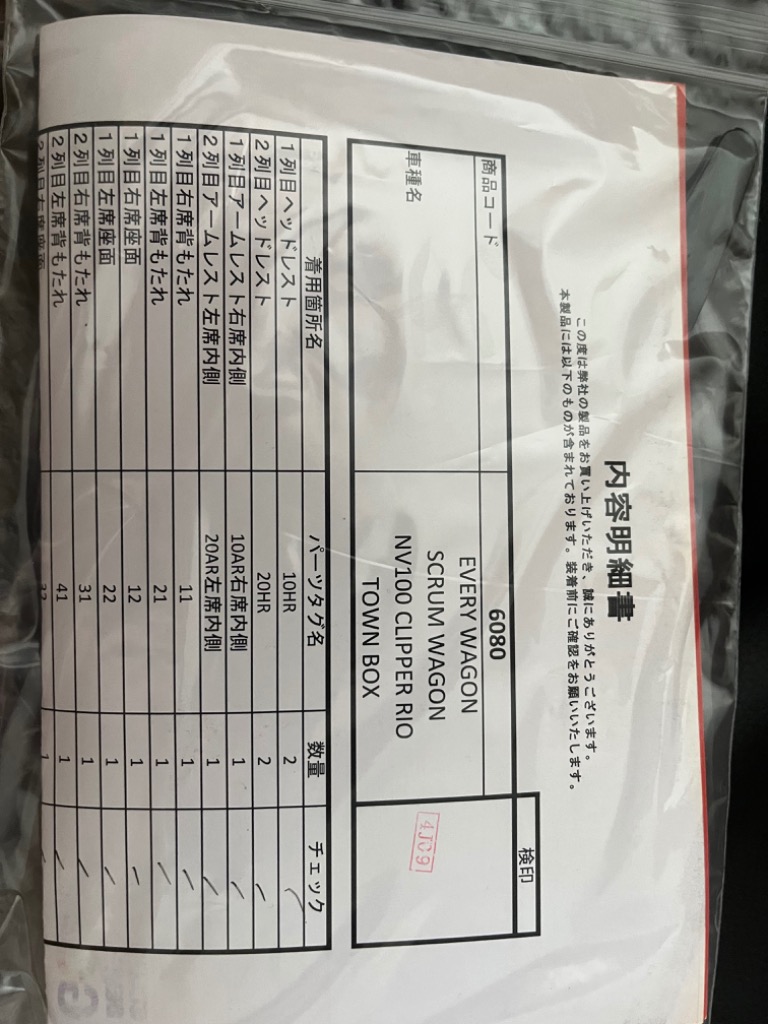 内容明細書
この度は弊社の製品をお買い上げいただき、誠にありがとうございます。
本製品には以下のものが含まれております。装着前にご確認をお願いいたします。
検印
商品コード 6080
車種名 EVERY WAGON
SCRUM WAGON
NV100 CLIPPER RIO
TOWN BOX
4J09
着用箇所名 パーツタグ名 数量 チェック
1列目ヘッドレスト 10HR 2
2列目ヘッドレスト 20HR 2
1列目アームレスト右席内側 10AR右席内側 1
2列目アームレスト左席内側 20AR左席内側 1
1列目右席背もたれ 11 1
1列目左席背もたれ 21 1
1列目右席座面 12 1
1列目左席座面 22 1
2列目右席背もたれ 31 1
2列目左席背もたれ 41 1
2列目右席座面 32 1